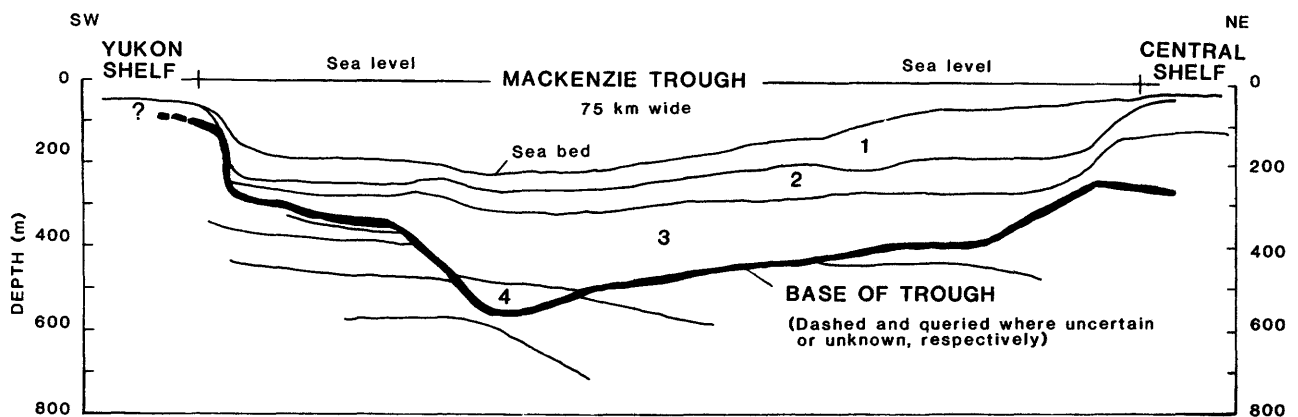 SW
NE
YUKON
SHELF
Sea level
MACKENZIE TROUGH
Sea level
CENTRAL
SHELF
0
0
75 km wide
?
1
Sea bed
200
200
2
3
400
400
4
BASE OF TROUGH
(Dashed and queried where uncertain
or unknown, respectively)
600
600
800
800
DEPTH (m)